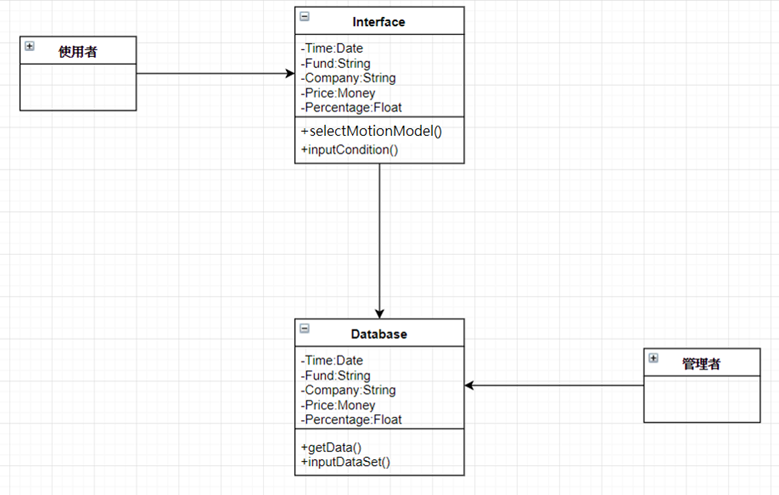 使用者
Interface
-Time:Date
-Fund:String
-Company:String
-Price:Money
-Percentage:Float
+selectMotionModel()
+inputCondition()
Database
-Time:Date
-Fund:String
-Company:String
-Price:Money
-Percentage:Float
+getData()
+inputDataSet()
管理者